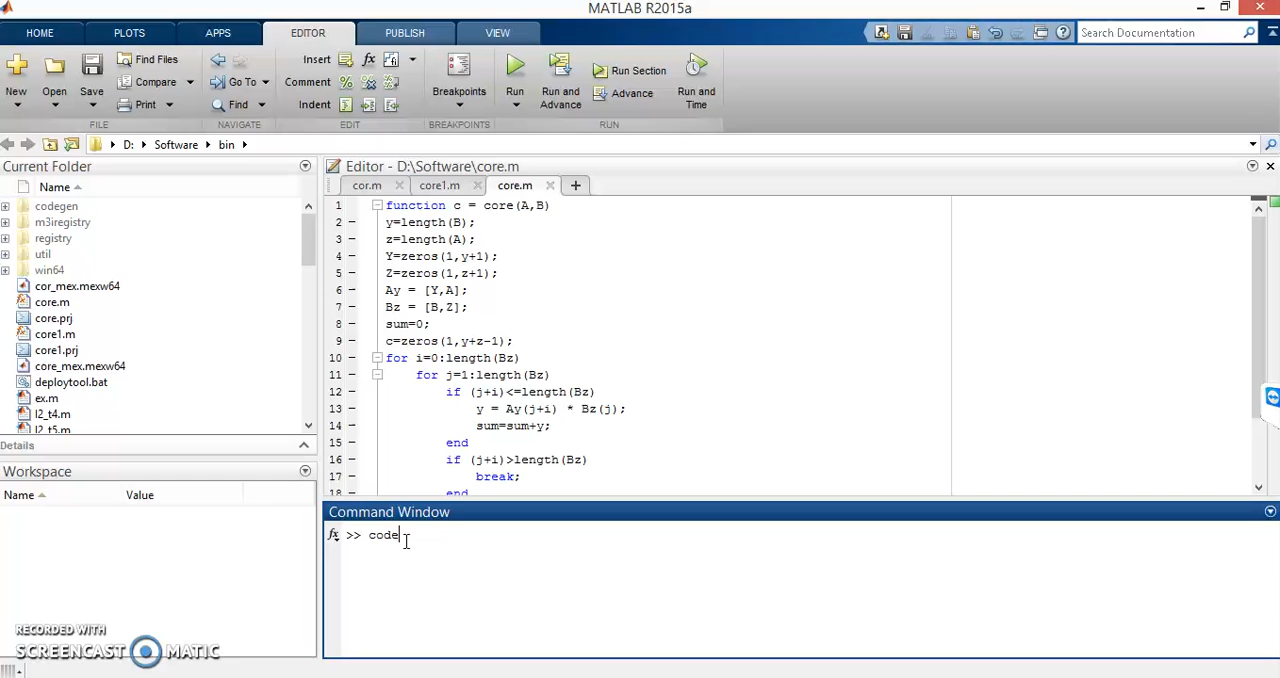 MATLAB R2015a
HOME PLOTS APPS EDITOR PUBLISH VIEW
Search Documentation
New Open Save Find Files Compare Print
Go To Find
Insert fx
Comment
Indent
Breakpoints
Run Run and Advance Run Section Advance Run and Time
FILE NAVIGATE EDIT BREAKPOINTS RUN
D: Software bin
Current Folder
Name
codegen
m3iregistry
registry
util
win64
cor_mex.mexw64
core.m
core.prj
core1.m
core1.prj
core_mex.mexw64
deploytool.bat
ex.m
l2_t4.m
l2_t5.m
Details
Workspace
Name Value
Editor - D:\Software\core.m
cor.m core1.m core.m
1 function c = core(A,B)
2 y=length(B);
3 z=length(A);
4 Y=zeros(1,y+1);
5 Z=zeros(1,z+1);
6 Ay = [Y,A];
7 Bz = [B,Z];
8 sum=0;
9 c=zeros(1,y+z-1);
10 for i=0:length(Bz)
11 for j=1:length(Bz)
12 if (j+i)<=length(Bz)
13 y = Ay(j+i) * Bz(j);
14 sum=sum+y;
15 end
16 if (j+i)>length(Bz)
17 break;
18 end
Command Window
fx >> code
RECORDED WITH
SCREENCAST MATIC